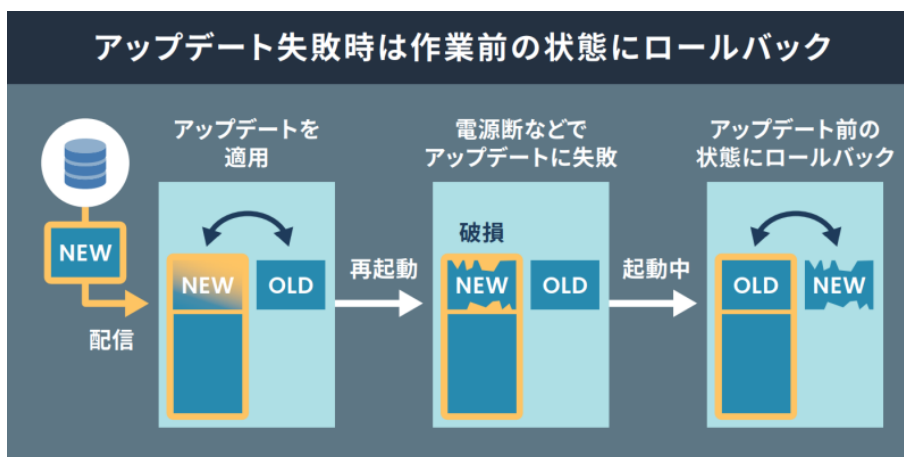 アップデート失敗時は作業前の状態にロールバック
アップデートを
適用
電源断などで
アップデートに失敗
アップデート前の
状態にロールバック
NEW
配信
NEW
OLD
再起動
破損
NEW
OLD
起動中
OLD
NEW